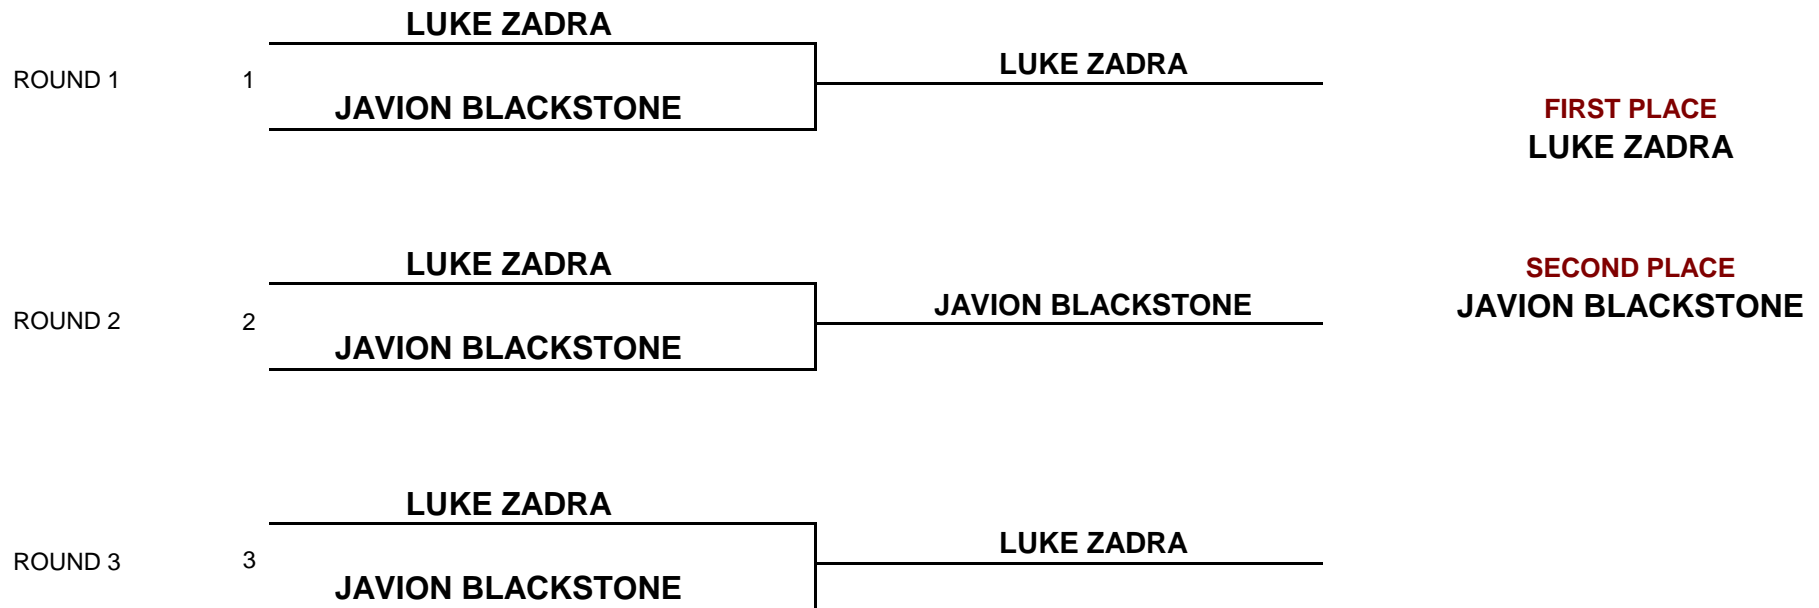 LUKE ZADRA
ROUND 1 1 LUKE ZADRA
JAVION BLACKSTONE
FIRST PLACE
LUKE ZADRA
LUKE ZADRA
ROUND 2 2 JAVION BLACKSTONE
JAVION BLACKSTONE
SECOND PLACE
JAVION BLACKSTONE
LUKE ZADRA
ROUND 3 3 LUKE ZADRA
JAVION BLACKSTONE